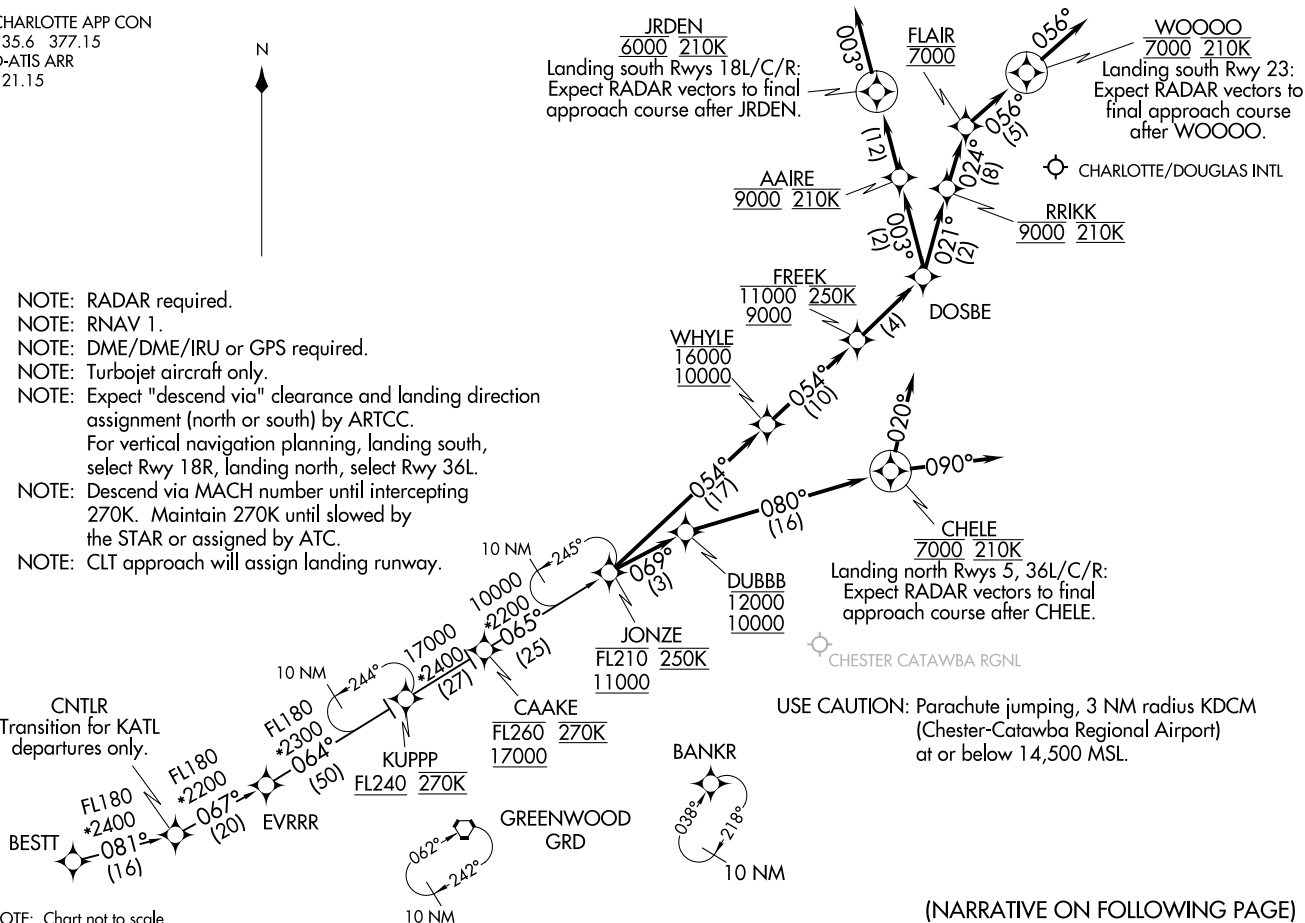 CHARLOTTE APP CON
35.6 377.15
D-ATIS ARR
21.15
N
JRDEN
6000 210K
Landing south Rwys 18L/C/R:
Expect RADAR vectors to final
approach course after JRDEN.
003°
FLAIR
7000
056°
WOOOO
7000 210K
Landing south Rwy 23:
Expect RADAR vectors to
final approach course
after WOOOO.
056°
(5)
(12)
024°
(8)
CHARLOTTE/DOUGLAS INTL
AAIRE
9000 210K
RRIKK
9000 210K
003°
(2)
021°
(2)
FREEK
11000 250K
9000
DOSBE
(4)
WHYLE
16000
10000
054°
(10)
NOTE: RADAR required.
NOTE: RNAV 1.
NOTE: DME/DME/IRU or GPS required.
NOTE: Turbojet aircraft only.
NOTE: Expect "descend via" clearance and landing direction
assignment (north or south) by ARTCC.
For vertical navigation planning, landing south,
select Rwy 18R, landing north, select Rwy 36L.
NOTE: Descend via MACH number until intercepting
270K. Maintain 270K until slowed by
the STAR or assigned by ATC.
NOTE: CLT approach will assign landing runway.
054°
(17)
020°
090°
080°
(16)
CHELE
7000 210K
Landing north Rwys 5, 36L/C/R:
Expect RADAR vectors to final
approach course after CHELE.
10 NM
245°
069°
(3)
DUBBB
12000
10000
10000
*2200
065°
(25)
JONZE
FL210 250K
11000
CHESTER CATAWBA RGNL
10 NM
244°
17000
*2400
(27)
CAAKE
FL260 270K
17000
USE CAUTION: Parachute jumping, 3 NM radius KDCM
(Chester-Catawba Regional Airport)
at or below 14,500 MSL.
CNTLR
Transition for KATL
departures only.
FL180
*2300
064°
(50)
KUPPP
FL240 270K
BANKR
038°
218°
10 NM
FL180
*2200
067°
(20)
EVRRR
GREENWOOD
GRD
062°
242°
10 NM
BESTT
FL180
*2400
081°
(16)
OTE: Chart not to scale
(NARRATIVE ON FOLLOWING PAGE)